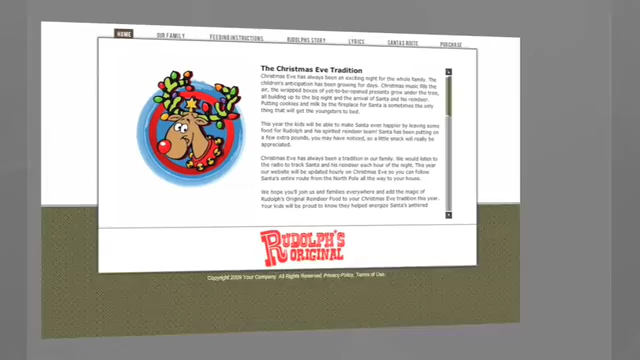 HOME OUR FAMILY FEEDING INSTRUCTIONS RUDOLPHS STORY LYRICS SANTAS ROUTE PURCHASE
The Christmas Eve Tradition
Christmas Eve has always been an exciting night for the whole family. The
children's anticipation has been growing for days. Christmas music fills the
air, the wrapped boxes of yet-to-be-opened presents grow under the tree,
all building up to the big night and the arrival of Santa and his reindeer.
Putting cookies and milk by the fireplace for Santa is sometimes the only
thing that will get the youngsters to bed.
This year the kids will be able to make Santa even happier by leaving some
food for Rudolph and his spirited reindeer team! Santa has been putting on
a few extra pounds, you may have noticed, so a little snack will really be
appreciated.
Christmas Eve has always been a tradition in our family. We would listen to
the radio to track Santa and his reindeer each hour of the night. This year
our website will be updated hourly on Christmas Eve so you can follow
Santa's entire route from the North Pole all the way to your house.
We hope you'll join us and families everywhere and add the magic of
Rudolph's Original Reindeer Food to your Christmas Eve tradition this year.
Your kids will be proud to know they helped energize Santa's antlered
RUDOLPH'S
ORIGINAL
Copyright 2009 Your Company. All Rights Reserved. Privacy Policy, Terms of Use.